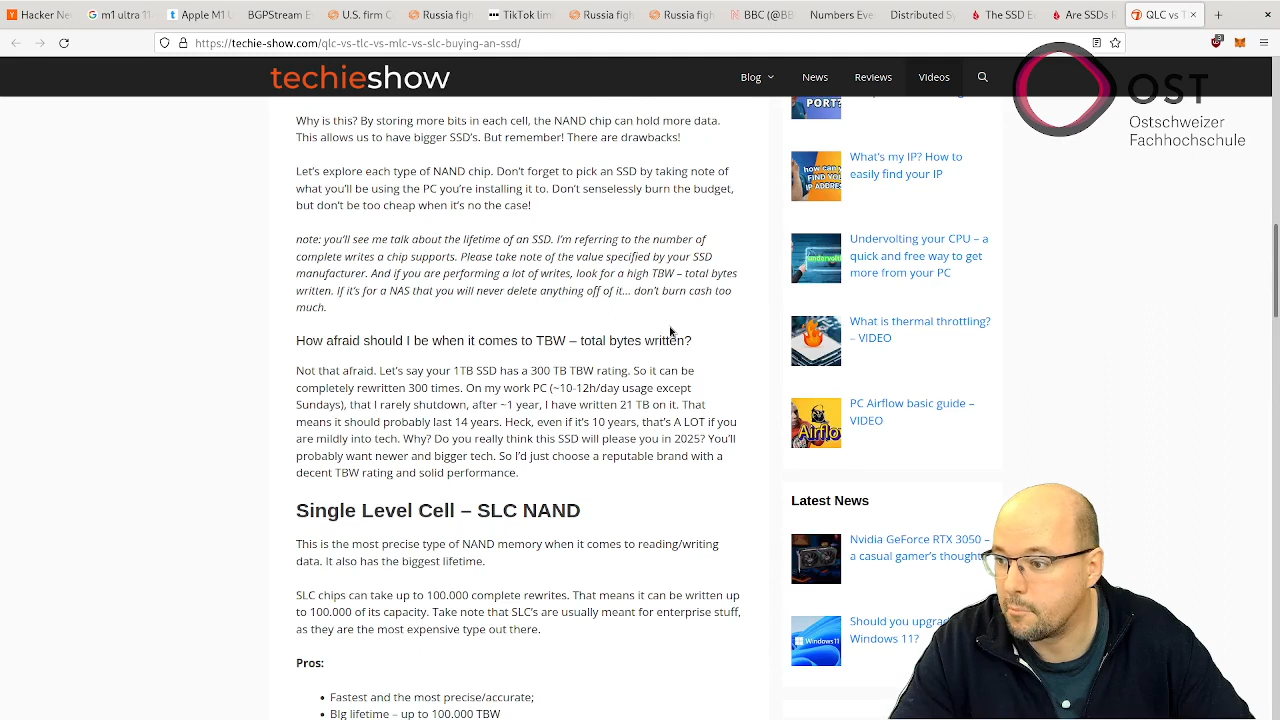 Hacker Ne
m1 ultra 11
Apple M1 U
BGPStream E
U.S. firm C
Russia figh
TikTok lim
Russia figh
Russia figh
BBC (@BB
Numbers Eve
Distributed Sy
The SSD Ex
Are SSDs R
QLC vs T
https://techie-show.com/qlc-vs-tlc-vs-mlc-vs-slc-buying-an-ssd/
3
techieshow
Blog
News
Reviews
Videos
OST
Ostschweizer
Fachhochschule
Why is this? By storing more bits in each cell, the NAND chip can hold more data.
This allows us to have bigger SSD's. But remember! There are drawbacks!
Let's explore each type of NAND chip. Don't forget to pick an SSD by taking note of
what you'll be using the PC you're installing it to. Don't senselessly burn the budget,
but don't be too cheap when it's no the case!
note: you'll see me talk about the lifetime of an SSD. I'm referring to the number of
complete writes a chip supports. Please take note of the value specified by your SSD
manufacturer. And if you are performing a lot of writes, look for a high TBW – total bytes
written. If it's for a NAS that you will never delete anything off of it... don't burn cash too
much.
How afraid should I be when it comes to TBW – total bytes written?
Not that afraid. Let's say your 1TB SSD has a 300 TB TBW rating. So it can be
completely rewritten 300 times. On my work PC (~10-12h/day usage except
Sundays), that I rarely shutdown, after ~1 year, I have written 21 TB on it. That
means it should probably last 14 years. Heck, even if it's 10 years, that's A LOT if you
are mildly into tech. Why? Do you really think this SSD will please you in 2025? You'll
probably want newer and bigger tech. So I'd just choose a reputable brand with a
decent TBW rating and solid performance.
Single Level Cell – SLC NAND
This is the most precise type of NAND memory when it comes to reading/writing
data. It also has the biggest lifetime.
SLC chips can take up to 100.000 complete rewrites. That means it can be written up
to 100.000 of its capacity. Take note that SLC's are usually meant for enterprise stuff,
as they are the most expensive type out there.
Pros:
• Fastest and the most precise/accurate;
• BIg lifetime – up to 100.000 TBW
PORT?
What's my IP? How to
easily find your IP
Undervolting your CPU – a
quick and free way to get
more from your PC
What is thermal throttling?
– VIDEO
PC Airflow basic guide –
VIDEO
Airflo
Latest News
Nvidia GeForce RTX 3050 –
a casual gamer's thought
Should you upgra
Windows 11?
Windows 11